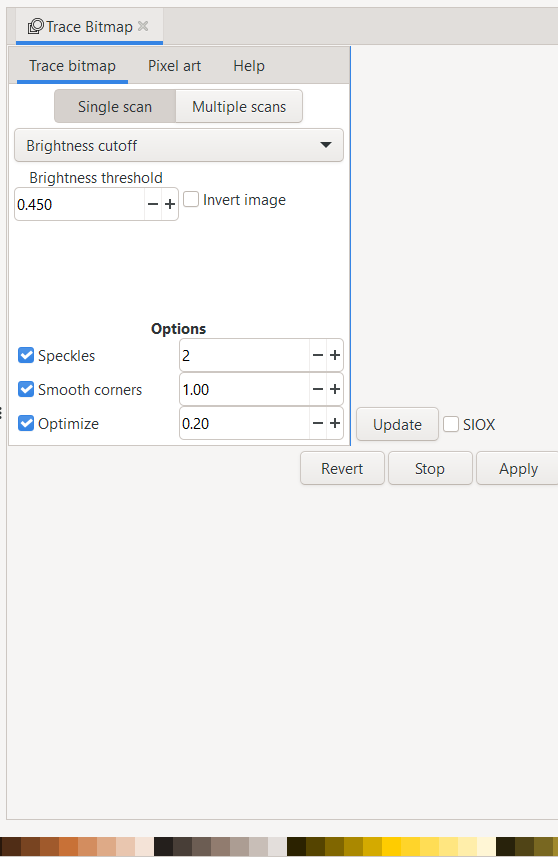 Trace Bitmap
Trace bitmap Pixel art Help
Single scan Multiple scans
Brightness cutoff
Brightness threshold
0.450 Invert image
Options
Speckles 2
Smooth corners 1.00
Optimize 0.20
Update SIOX
Revert Stop Apply